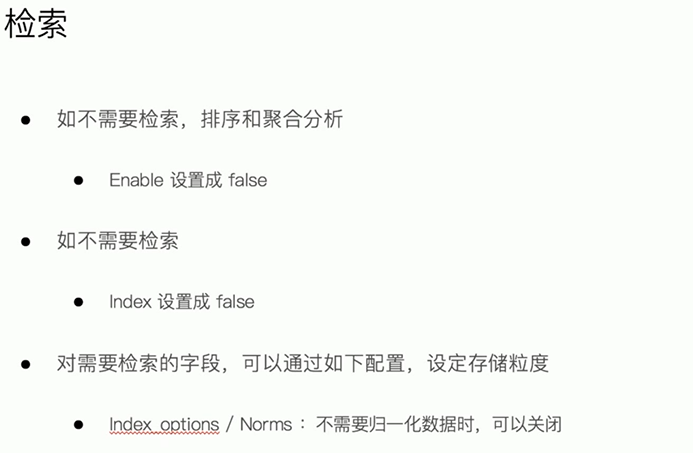 检索
如不需要检索，排序和聚合分析
Enable 设置成 false
如不需要检索
Index 设置成 false
对需要检索的字段，可以通过如下配置，设定存储粒度
Index_options / Norms ：不需要归一化数据时，可以关闭